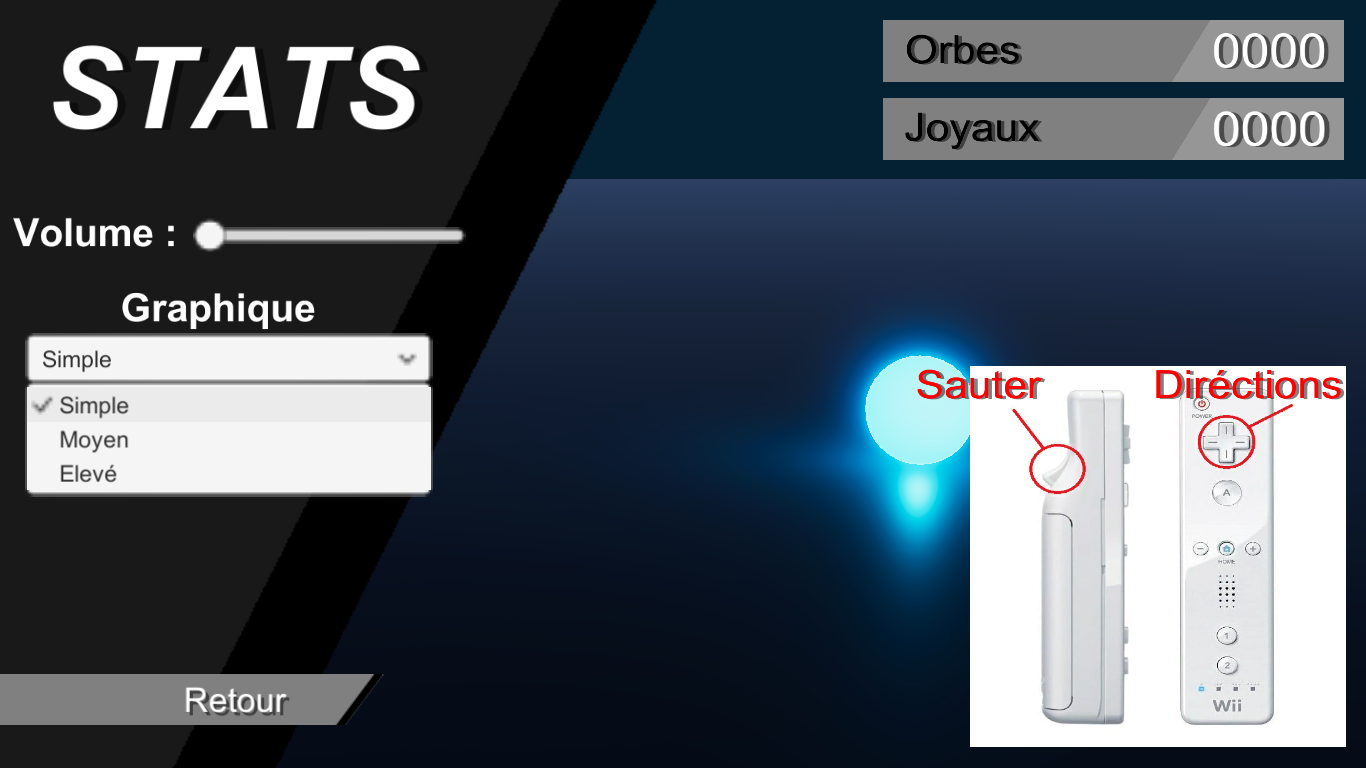 STATS
Orbes 0000
Joyaux 0000
Volume :
Graphique
Simple
Simple
Moyen
Elevé
Sauter
Diréctions
POWER
A
HOME
1
2
Wii
Retour